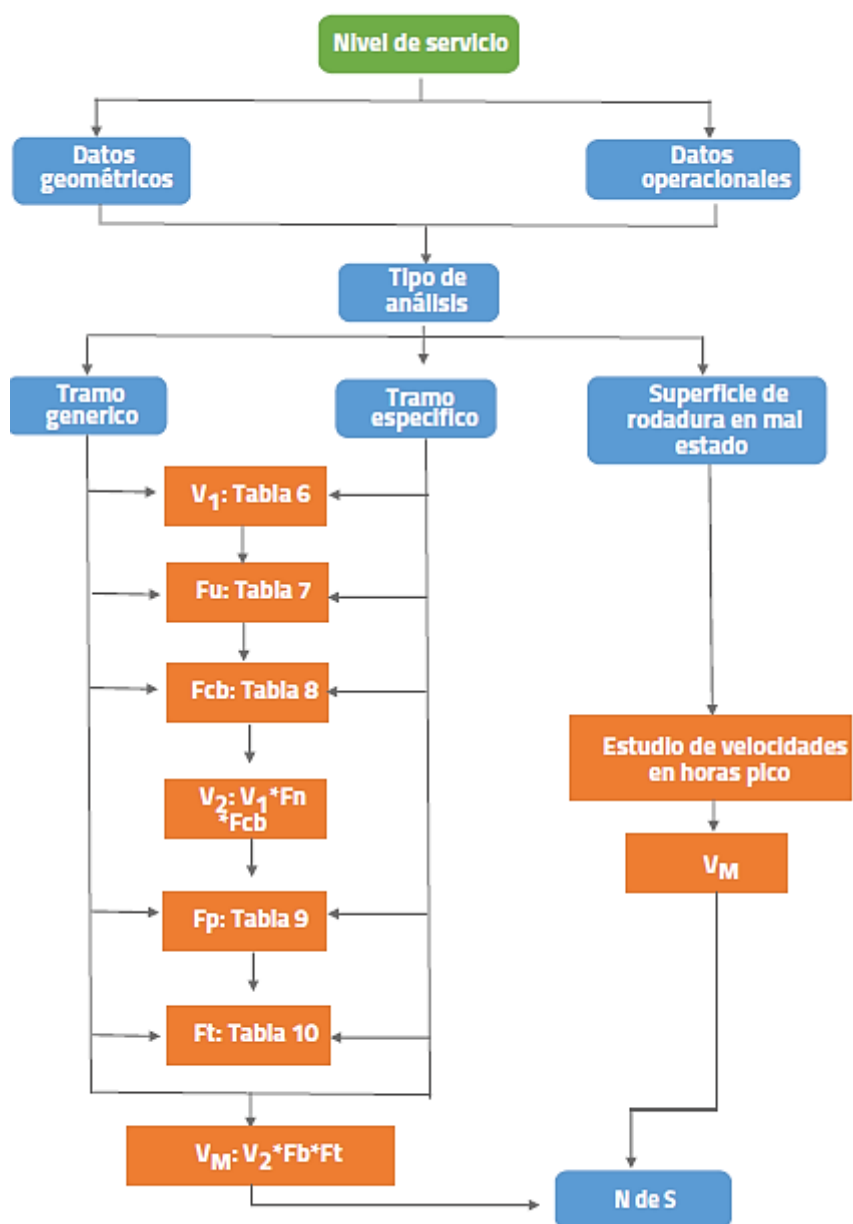 Nivel de servicio
Datos
geométricos
Datos
operacionales
Tipo de
análisis
Tramo
generico
Tramo
especifico
Superficie de
rodadura en mal
estado
V1: Tabla 6
Fu: Tabla 7
Fcb: Tabla 8
V2: V1*Fn
*Fcb
Fp: Tabla 9
Ft: Tabla 10
VM: V2*Fb*Ft
Estudio de velocidades
en horas pico
VM
N de S